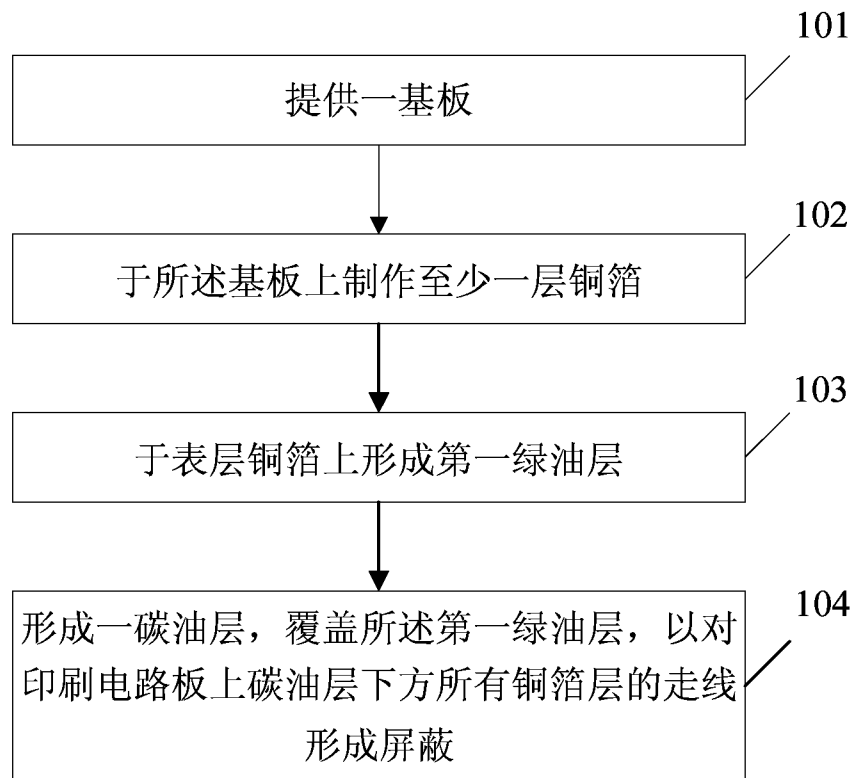 101
提供一基板
102
于所述基板上制作至少一层铜箔
103
于表层铜箔上形成第一绿油层
104
形成一碳油层，覆盖所述第一绿油层，以对
印刷电路板上碳油层下方所有铜箔层的走线
形成屏蔽